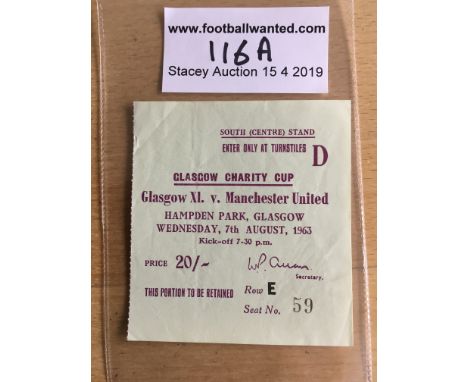 www.footballwanted.com
116A
Stacey Auction 15 4 2019
SOUTH (CENTRE) STAND
ENTER ONLY AT TURNSTILES D
GLASGOW CHARITY CUP
Glasgow XI. v. Manchester United
HAMPDEN PARK, GLASGOW
WEDNESDAY, 7th AUGUST, 1963
Kick-off 7-30 p.m.
PRICE 20/-
Secretary.
THIS PORTION TO BE RETAINED
Row E
Seat No. 59